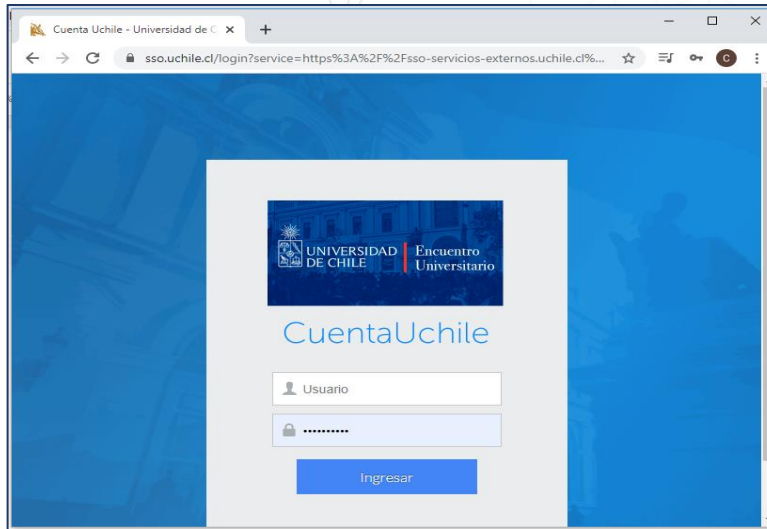 Cuenta Uchile - Universidad de C
sso.uchile.cl/login?service=https%3A%2F%2Fsso-servicios-externos.uchile.cl%...
C
UNIVERSIDAD
DE CHILE
Encuentro
Universitario
CuentaUchile
Usuario
••••••••••
Ingresar